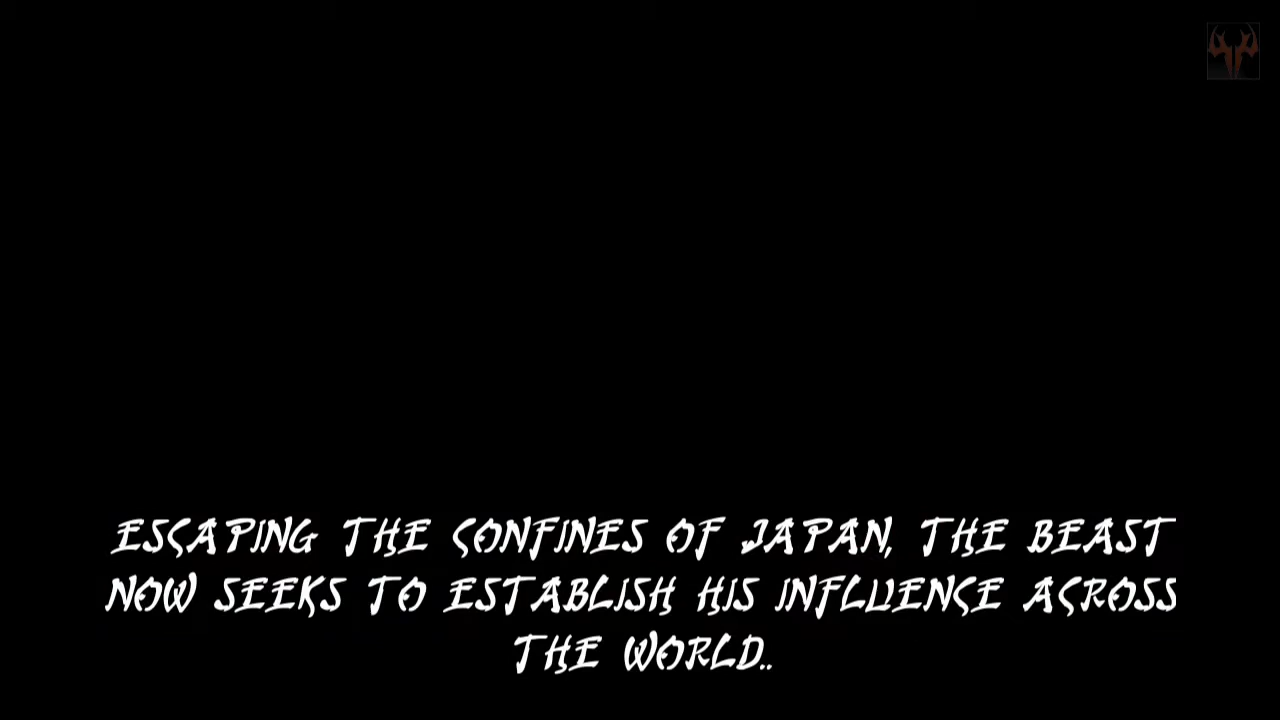 ESCAPING THE CONFINES OF JAPAN, THE BEAST
NOW SEEKS TO ESTABLISH HIS INFLUENCE ACROSS
THE WORLD..